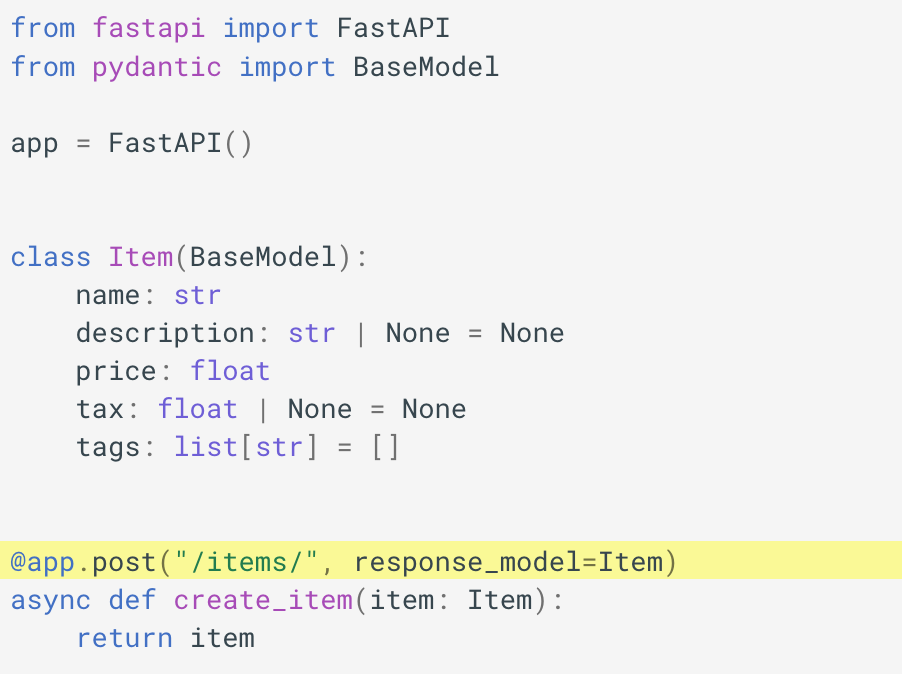 from fastapi import FastAPI
from pydantic import BaseModel

app = FastAPI()


class Item(BaseModel):
    name: str
    description: str | None = None
    price: float
    tax: float | None = None
    tags: list[str] = []


@app.post("/items/", response_model=Item)
async def create_item(item: Item):
    return item